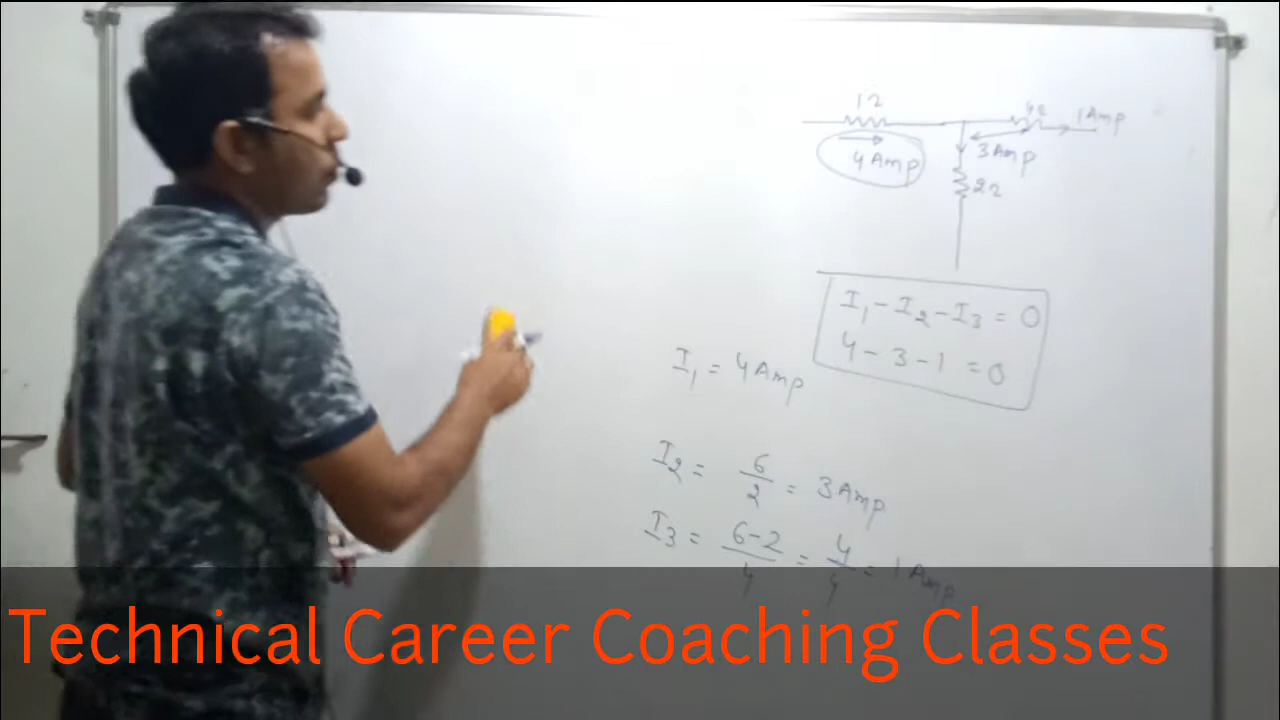 1Ω
4Ω
1Amp
4Amp
3Amp
2Ω
I₁-I₂-I₃=0
4-3-1=0
I₁=4Amp
I₂=6/2=3Amp
I₃=6-2/4=4/4=1Amp
Technical Career Coaching Classes